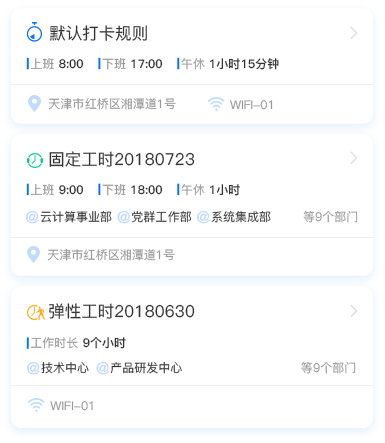 默认打卡规则
上班 8:00 下班 17:00 午休 1小时15分钟
天津市红桥区湘潭道1号 WIFI-01
固定工时20180723
上班 9:00 下班 18:00 午休 1小时
@云计算事业部 @党群工作部 @系统集成部 等9个部门
天津市红桥区湘潭道1号
弹性工时20180630
工作时长 9个小时
@技术中心 @产品研发中心 等9个部门
WIFI-01